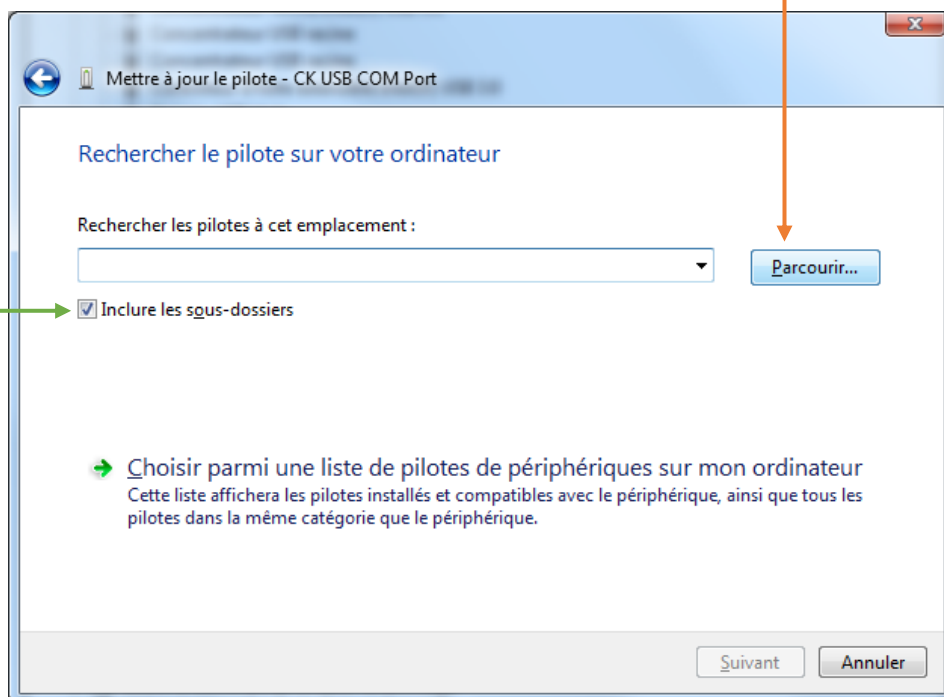 Mettre à jour le pilote - CK USB COM Port
Rechercher le pilote sur votre ordinateur
Rechercher les pilotes à cet emplacement :
Parcourir...
Inclure les sous-dossiers
Choisir parmi une liste de pilotes de périphériques sur mon ordinateur
Cette liste affichera les pilotes installés et compatibles avec le périphérique, ainsi que tous les
pilotes dans la même catégorie que le périphérique.
Suivant
Annuler